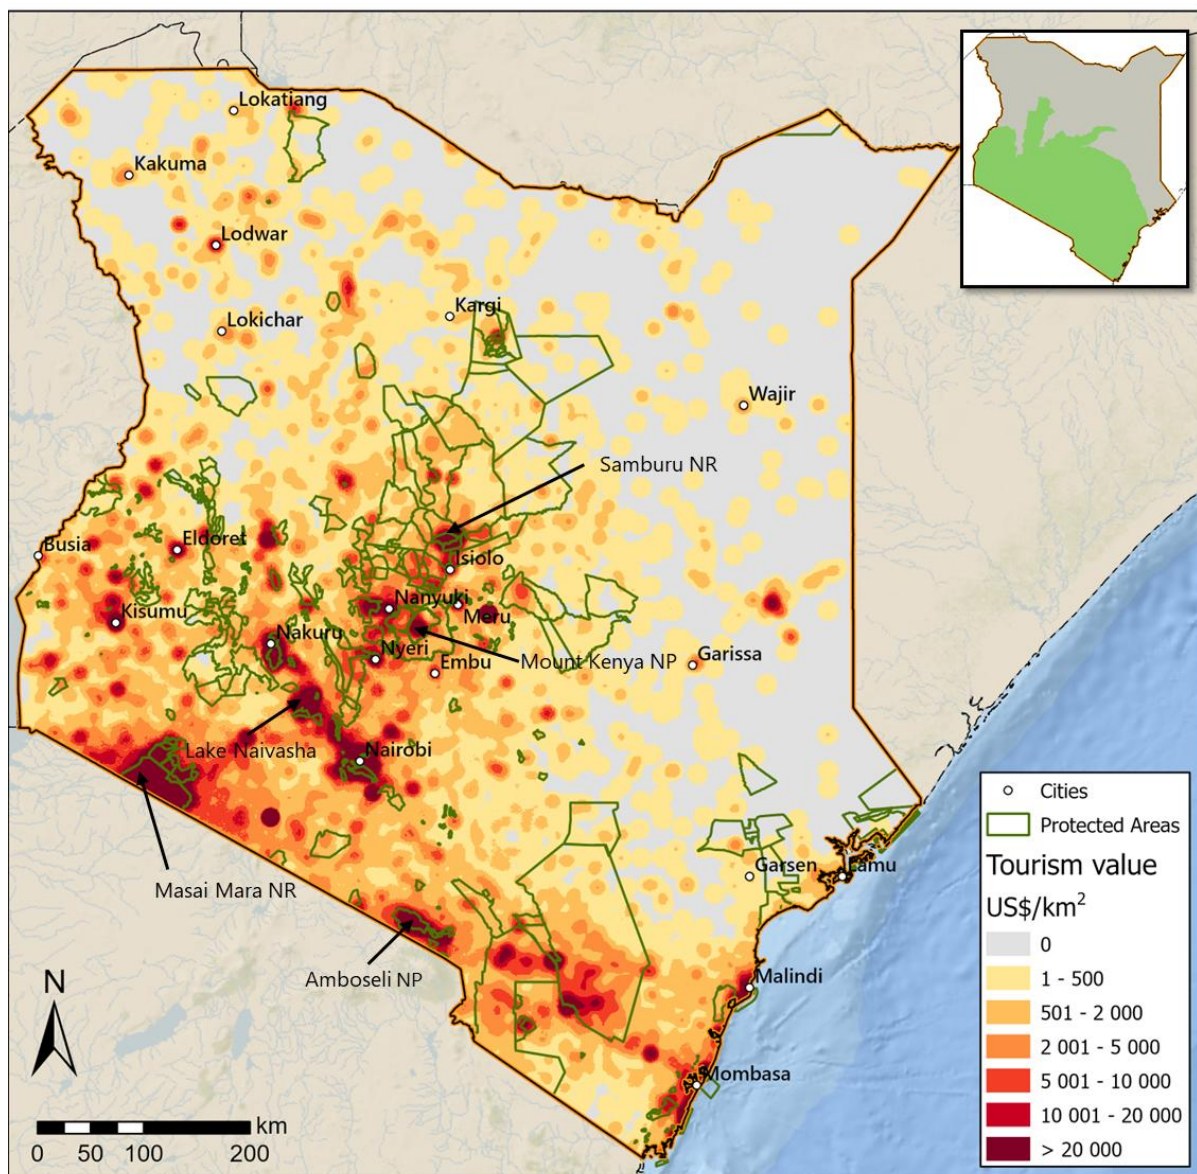 Lokatiang
Kakuma
Lodwar
Kargi
Lokichar
Wajir
Samburu NR
Busia
Eldoret
Isiolo
Nanyuki
Kisumu
Meru
Nakuru
Nyeri
Mount Kenya NP
Embu
Garissa
Lake Naivasha
Nairobi
Masai Mara NR
Garsen
Lamu
Amboseli NP
Malindi
Mombasa
N
km
0 50 100 200
Cities
Protected Areas
Tourism value
US$/km²
0
1 - 500
501 - 2 000
2 001 - 5 000
5 001 - 10 000
10 001 - 20 000
> 20 000